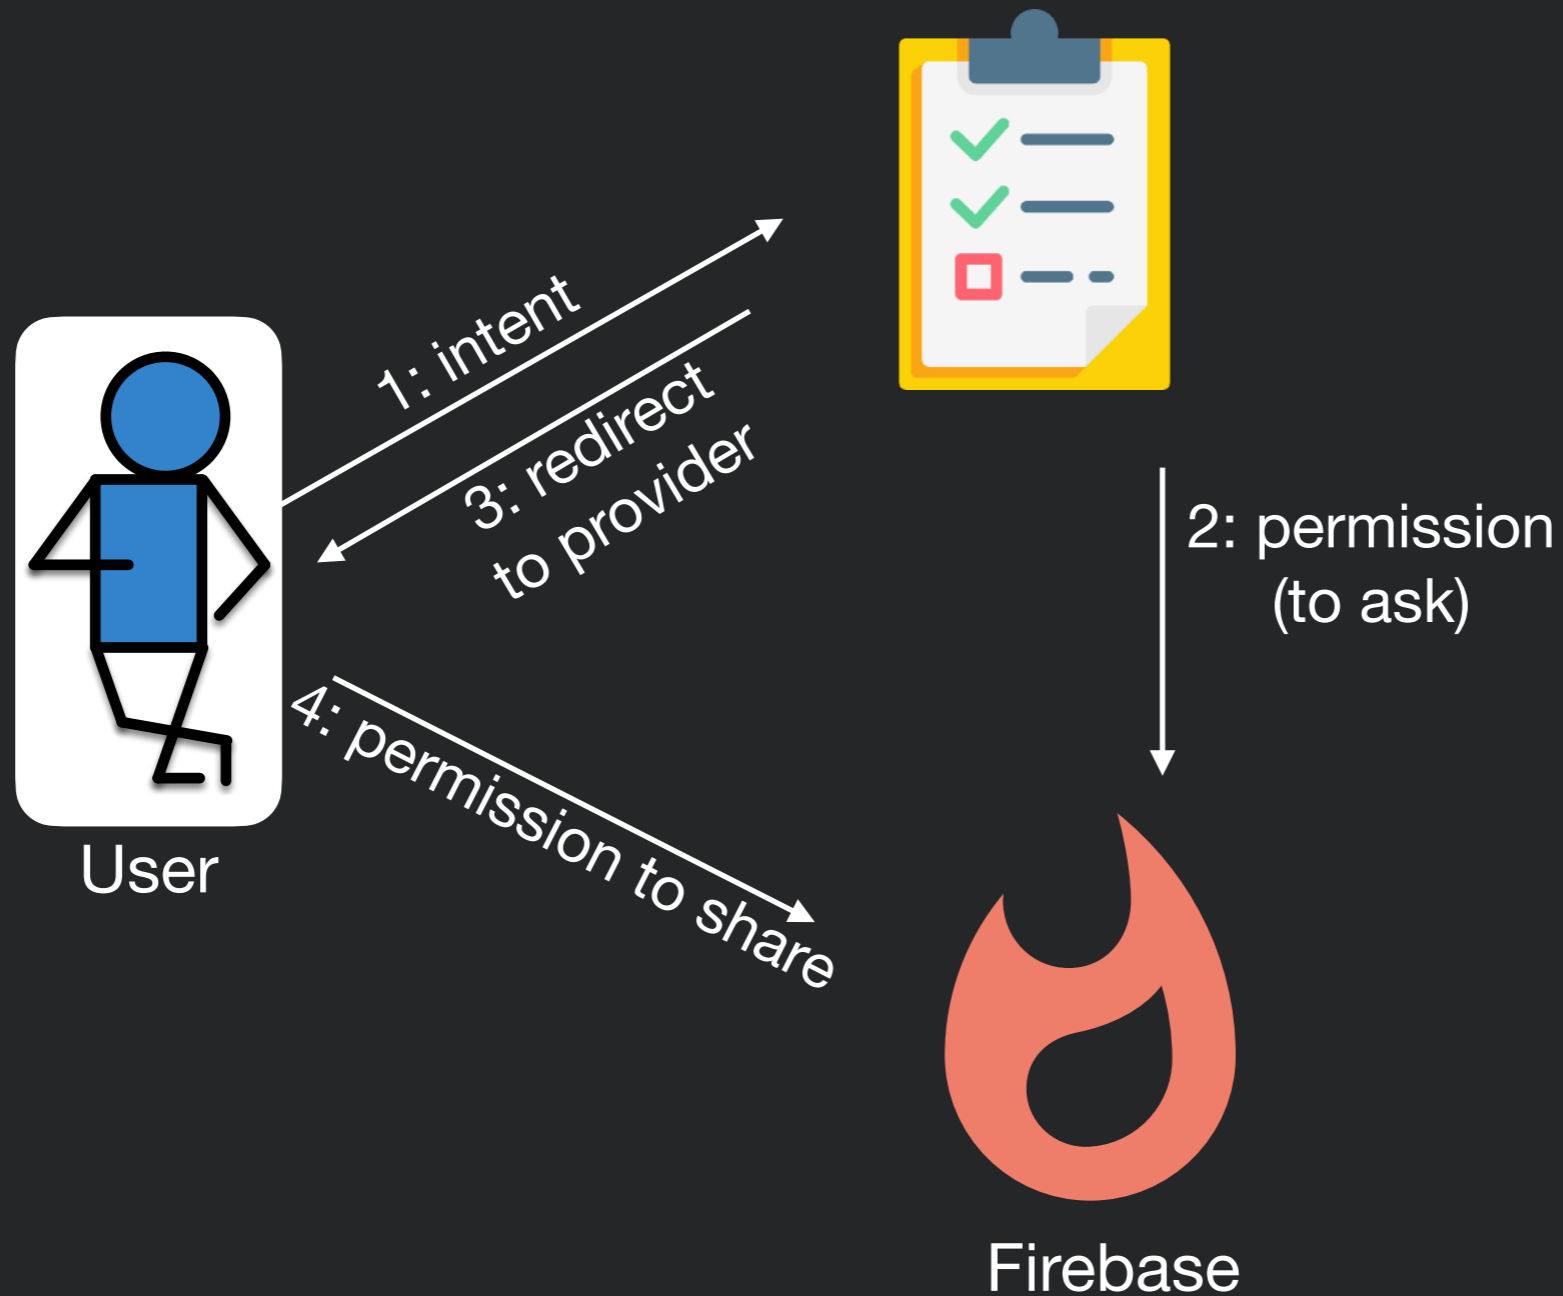 1: intent
3: redirect
to provider
2: permission
(to ask)
4: permission to share
User
Firebase